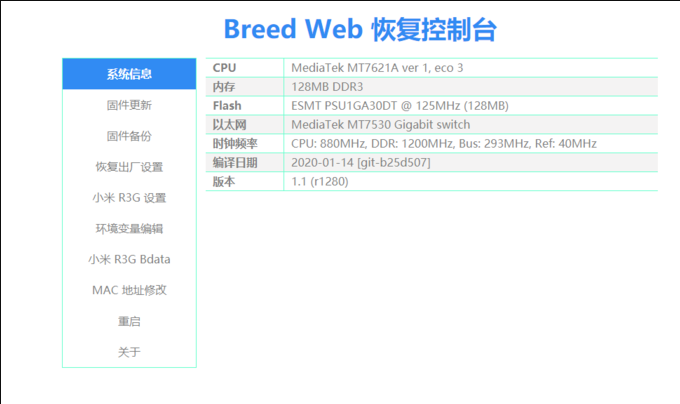 Breed Web 恢复控制台
系统信息
固件更新
固件备份
恢复出厂设置
小米 R3G 设置
环境变量编辑
小米 R3G Bdata
MAC 地址修改
重启
关于
CPU MediaTek MT7621A ver 1, eco 3
内存 128MB DDR3
Flash ESMT PSU1GA30DT @ 125MHz (128MB)
以太网 MediaTek MT7530 Gigabit switch
时钟频率 CPU: 880MHz, DDR: 1200MHz, Bus: 293MHz, Ref: 40MHz
编译日期 2020-01-14 [git-b25d507]
版本 1.1 (r1280)